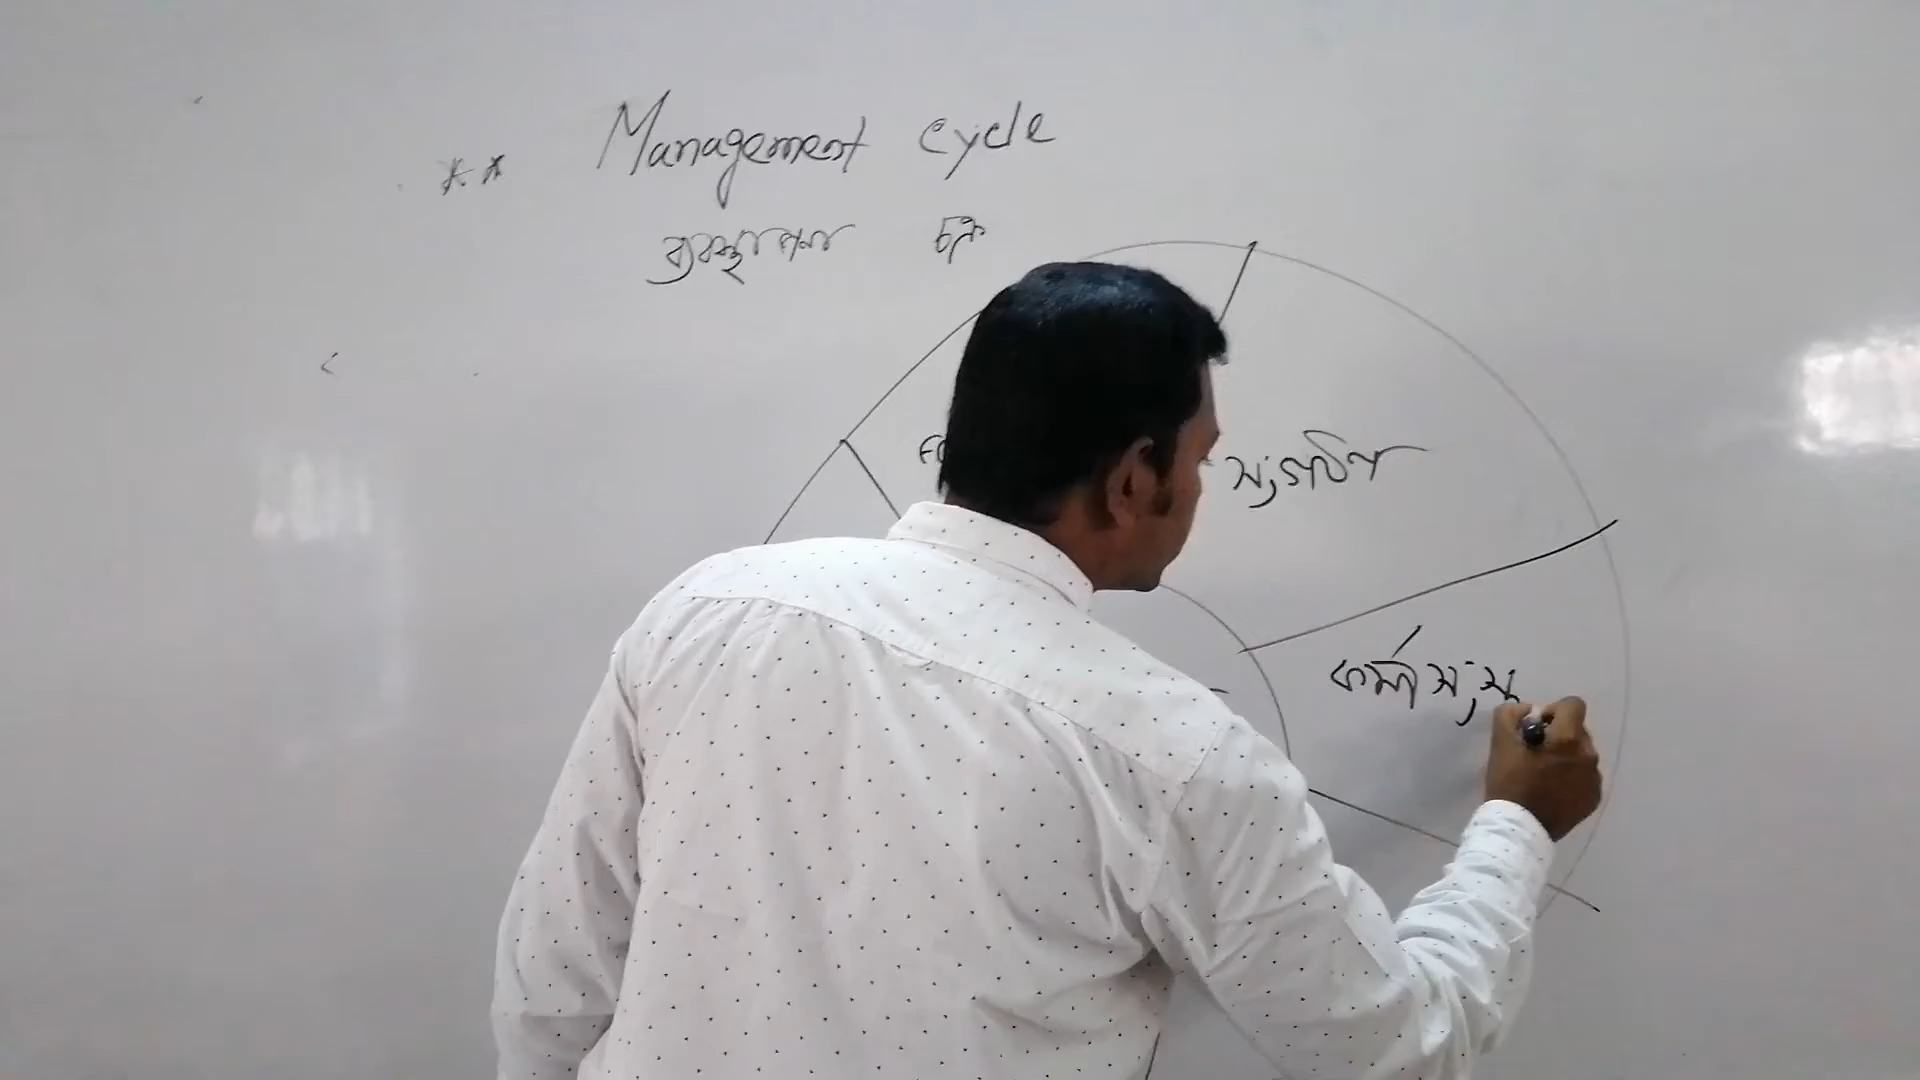 ** Management cycle
ব্যবস্থাপনা চক্র
সংগঠন
কর্মীসংস